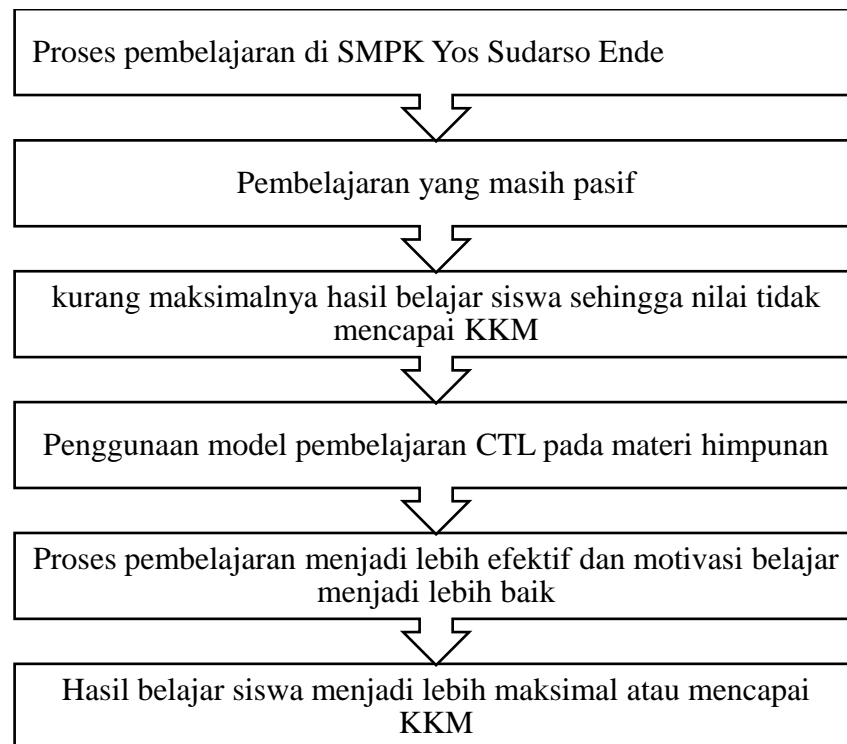 Proses pembelajaran di SMPK Yos Sudarso Ende
Pembelajaran yang masih pasif
kurang maksimalnya hasil belajar siswa sehingga nilai tidak
mencapai KKM
Penggunaan model pembelajaran CTL pada materi himpunan
Proses pembelajaran menjadi lebih efektif dan motivasi belajar
menjadi lebih baik
Hasil belajar siswa menjadi lebih maksimal atau mencapai
KKM